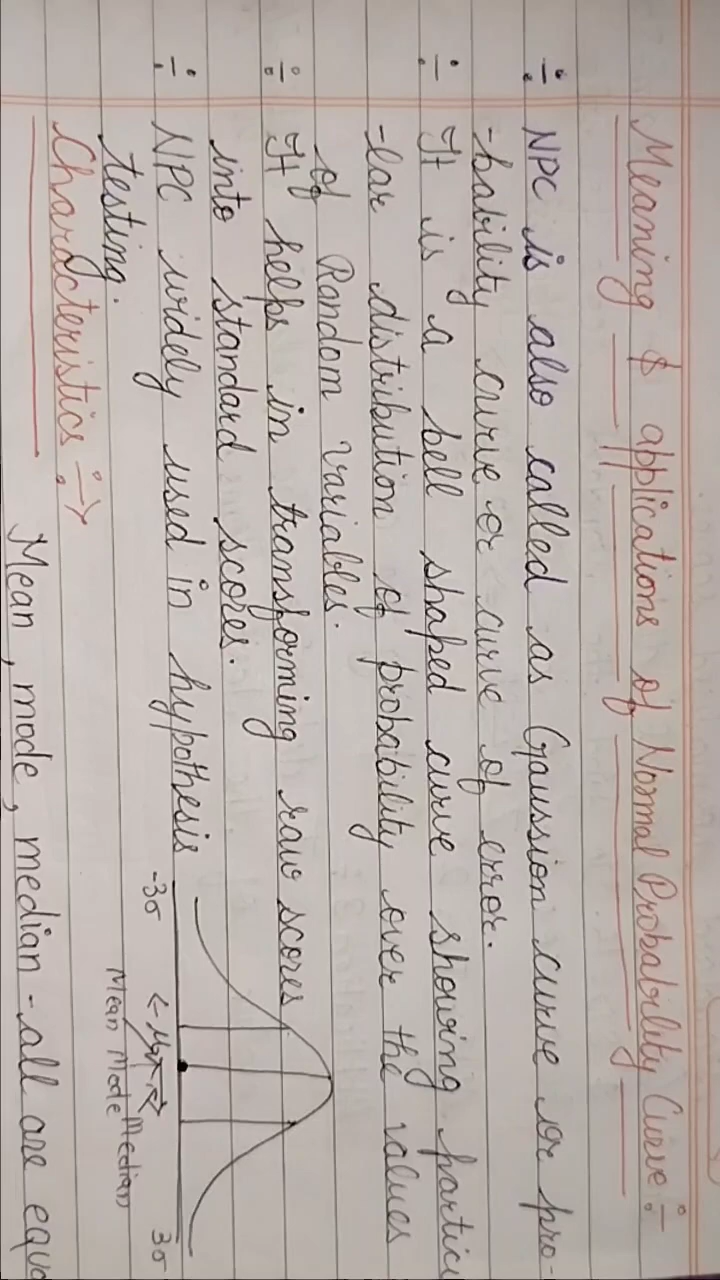 Meaning & applications of Normal Probability Curve ÷
÷ NPC is also called as Gaussion curve or pro-
-bability curve or curve of error.
÷ It is a bell shaped curve showing particu
-lar distribution of probability over the values
of Random variables.
÷ It helps in transforming raw scores
into standard scores.
÷ NPC widely used in hypothesis
testing.
-3σ
3σ
Mean Mode Median
Characteristics ÷>
Mean, mode, median - all are equa